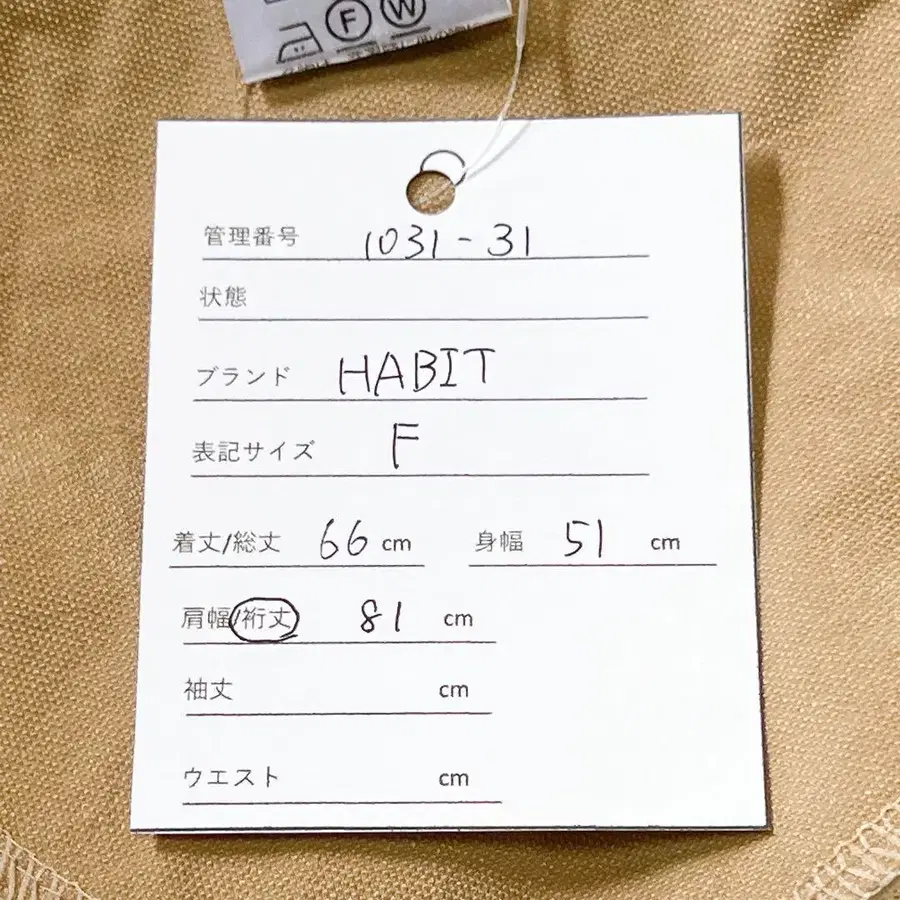 F W
管理番号 1031-31
状態
ブランド HABIT
表記サイズ F
着丈/総丈 66 cm 身幅 51 cm
肩幅/裄丈 81 cm
袖丈 cm
ウエスト cm